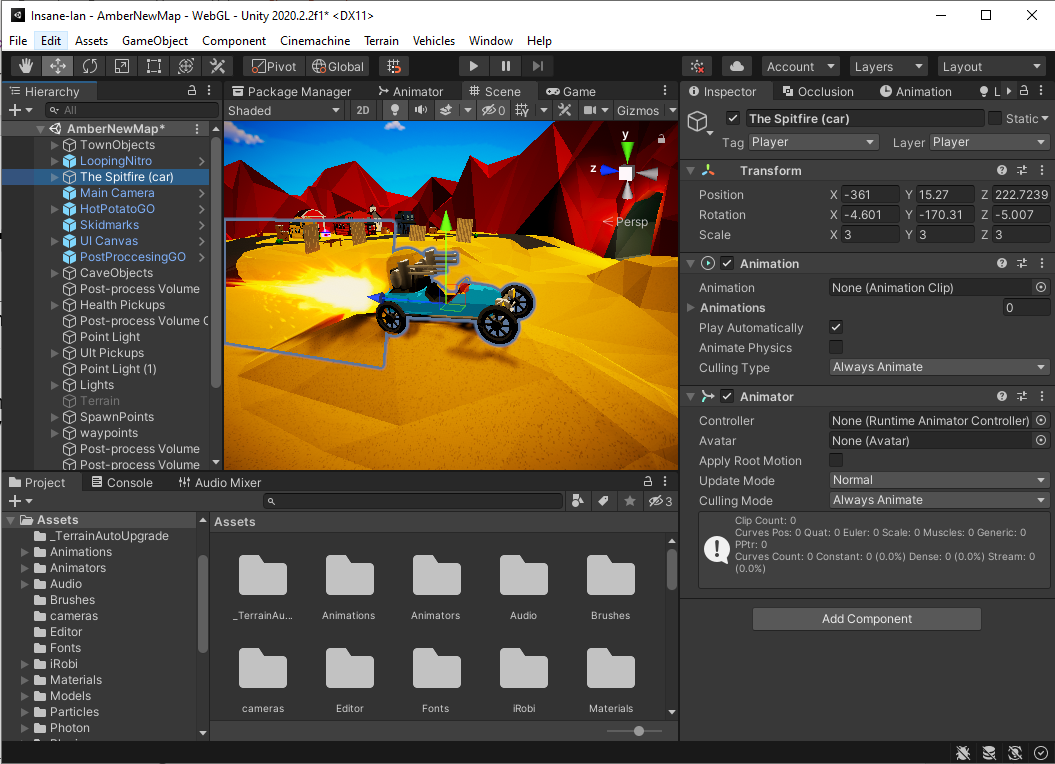 Insane-Ian - AmberNewMap - WebGL - Unity 2020.2.2f1* <DX11>
File Edit Assets GameObject Component Cinemachine Terrain Vehicles Window Help
Pivot Global Account Layers Layout
Hierarchy
All
AmberNewMap*
TownObjects
LoopingNitro
The Spitfire (car)
Main Camera
HotPotatoGO
Skidmarks
UI Canvas
PostProccesingGO
CaveObjects
Post-process Volume
Health Pickups
Post-process Volume C
Point Light
Ult Pickups
Point Light (1)
Lights
Terrain
SpawnPoints
waypoints
Post-process Volume
Post-process Volume
Package Manager Animator Scene Game
Shaded 2D 0 Gizmos
y
z
Persp
Inspector Occlusion Animation L
The Spitfire (car) Static
Tag Player Layer Player
Transform
Position X -361 Y 15.27 Z 222.7239
Rotation X -4.601 Y -170.31 Z -5.007
Scale X 3 Y 3 Z 3
Animation
Animation None (Animation Clip)
Animations 0
Play Automatically
Animate Physics
Culling Type Always Animate
Animator
Controller None (Runtime Animator Controller)
Avatar None (Avatar)
Apply Root Motion
Update Mode Normal
Culling Mode Always Animate
Clip Count: 0
Curves Pos: 0 Quat: 0 Euler: 0 Scale: 0 Muscles: 0 Generic: 0
PPtr: 0
Curves Count: 0 Constant: 0 (0.0%) Dense: 0 (0.0%) Stream: 0
(0.0%)
Add Component
Project Console Audio Mixer
3
Assets
_TerrainAutoUpgrade
Animations
Animators
Audio
Brushes
cameras
Editor
Fonts
iRobi
Materials
Models
Particles
Photon
Assets
_TerrainAu... Animations Animators Audio Brushes
cameras Editor Fonts iRobi Materials